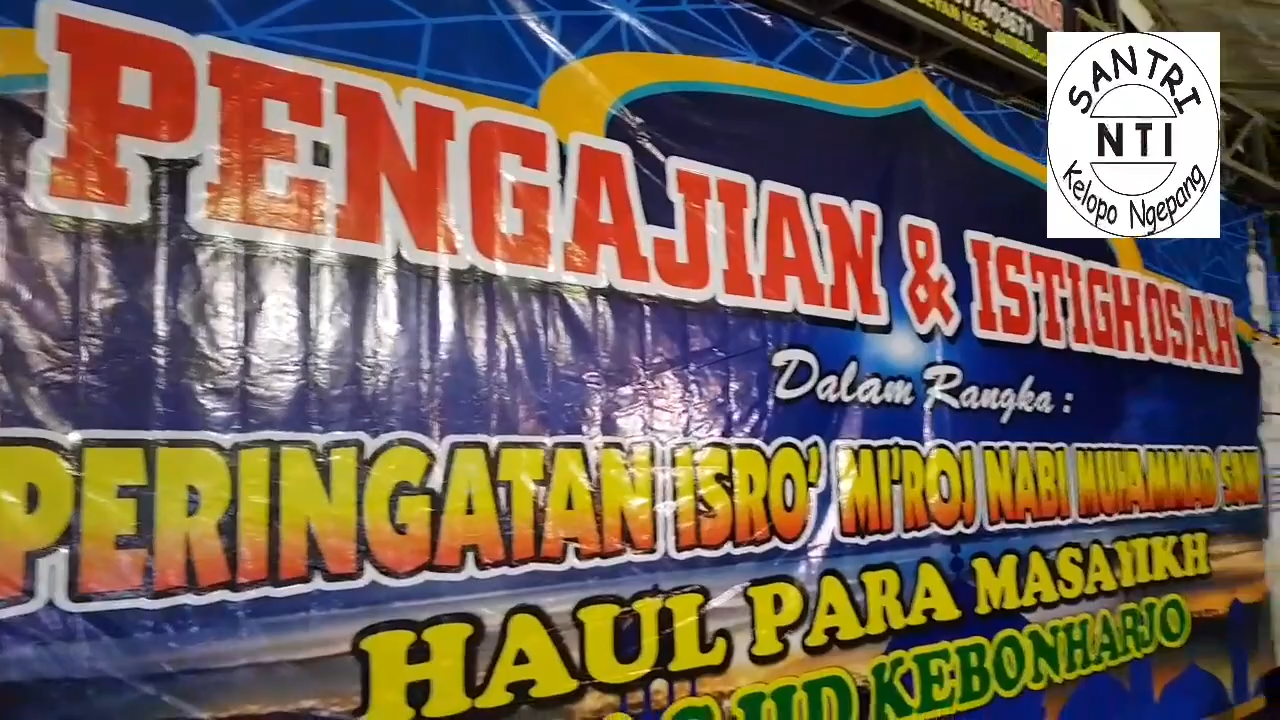 PENGAJIAN & ISTIGHOSAH
Dalam Rangka :
PERINGATAN ISRO' MI'ROJ NABI MUHAMMAD SAW
HAUL PARA MASAYIKH
KEBONHARJO
SANTRI
NTI
Kelopo Ngepang